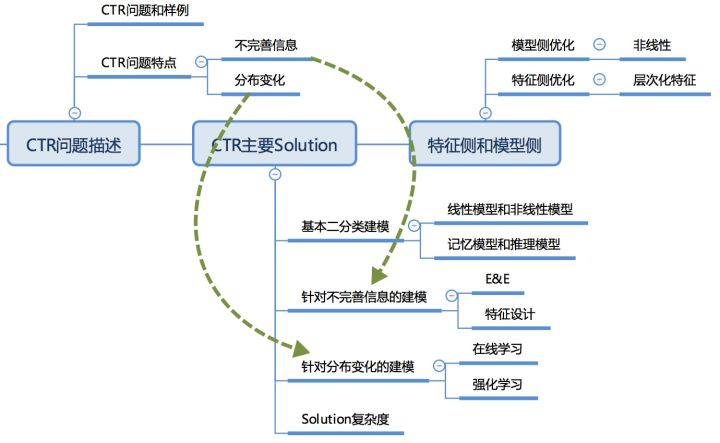 CTR问题和样例
CTR问题特点
不完善信息
分布变化
模型侧优化
非线性
特征侧优化
层次化特征
CTR问题描述
CTR主要Solution
特征侧和模型侧
基本二分类建模
线性模型和非线性模型
记忆模型和推理模型
针对不完善信息的建模
E&E
特征设计
针对分布变化的建模
在线学习
强化学习
Solution复杂度